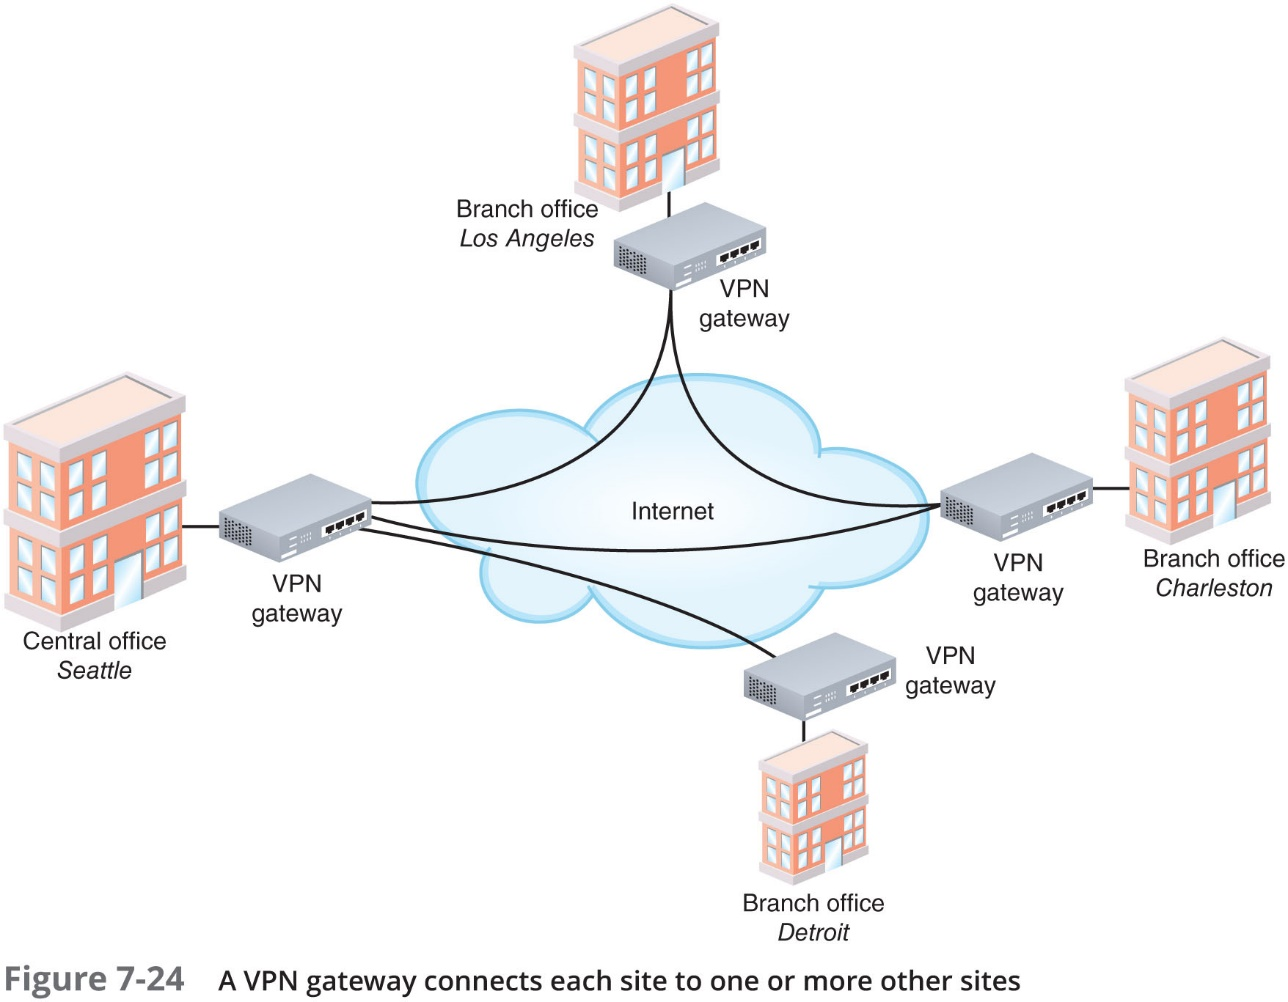 Branch office
Los Angeles
VPN
gateway
Internet
VPN
gateway
Central office
Seattle
VPN
gateway
Branch office
Charleston
VPN
gateway
Branch office
Detroit
Figure 7-24 A VPN gateway connects each site to one or more other sites